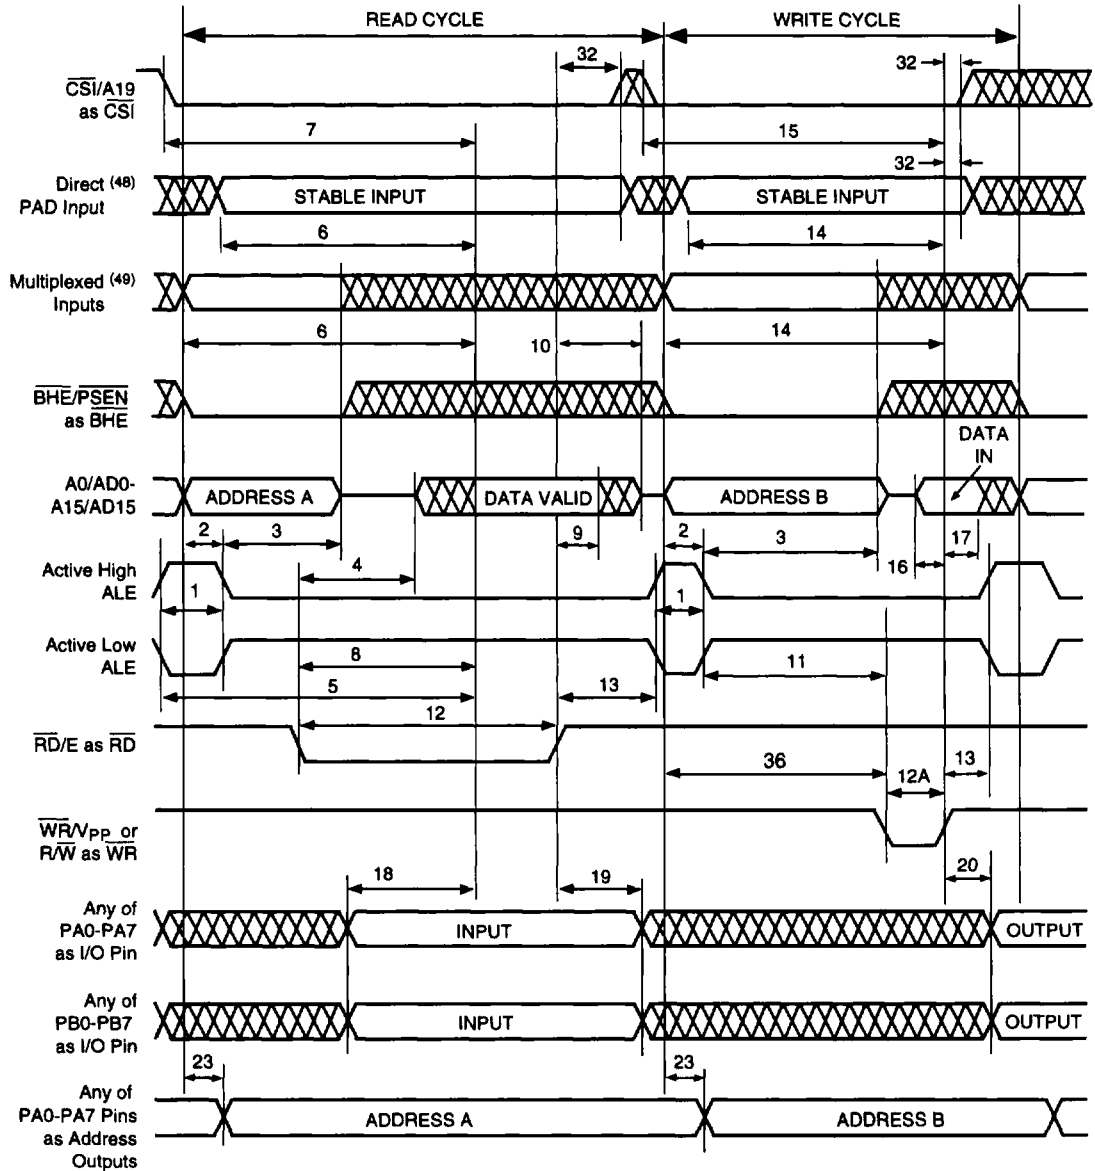 READ CYCLE
WRITE CYCLE
32
32
CSI/A19
as CSI
7
15
32
Direct (48)
PAD Input
STABLE INPUT
STABLE INPUT
6
14
Multiplexed (49)
Inputs
6
14
10
BHE/PSEN
as BHE
DATA
IN
A0/AD0-
A15/AD15
ADDRESS A
DATA VALID
ADDRESS B
2
3
9
2
3
17
4
16
Active High
ALE
1
1
Active Low
ALE
8
11
5
13
12
RD/E as RD
36
12A
13
WR/VPP or
R/W as WR
18
19
20
Any of
PA0-PA7
as I/O Pin
INPUT
OUTPUT
Any of
PB0-PB7
as I/O Pin
INPUT
OUTPUT
23
23
Any of
PA0-PA7 Pins
as Address
Outputs
ADDRESS A
ADDRESS B